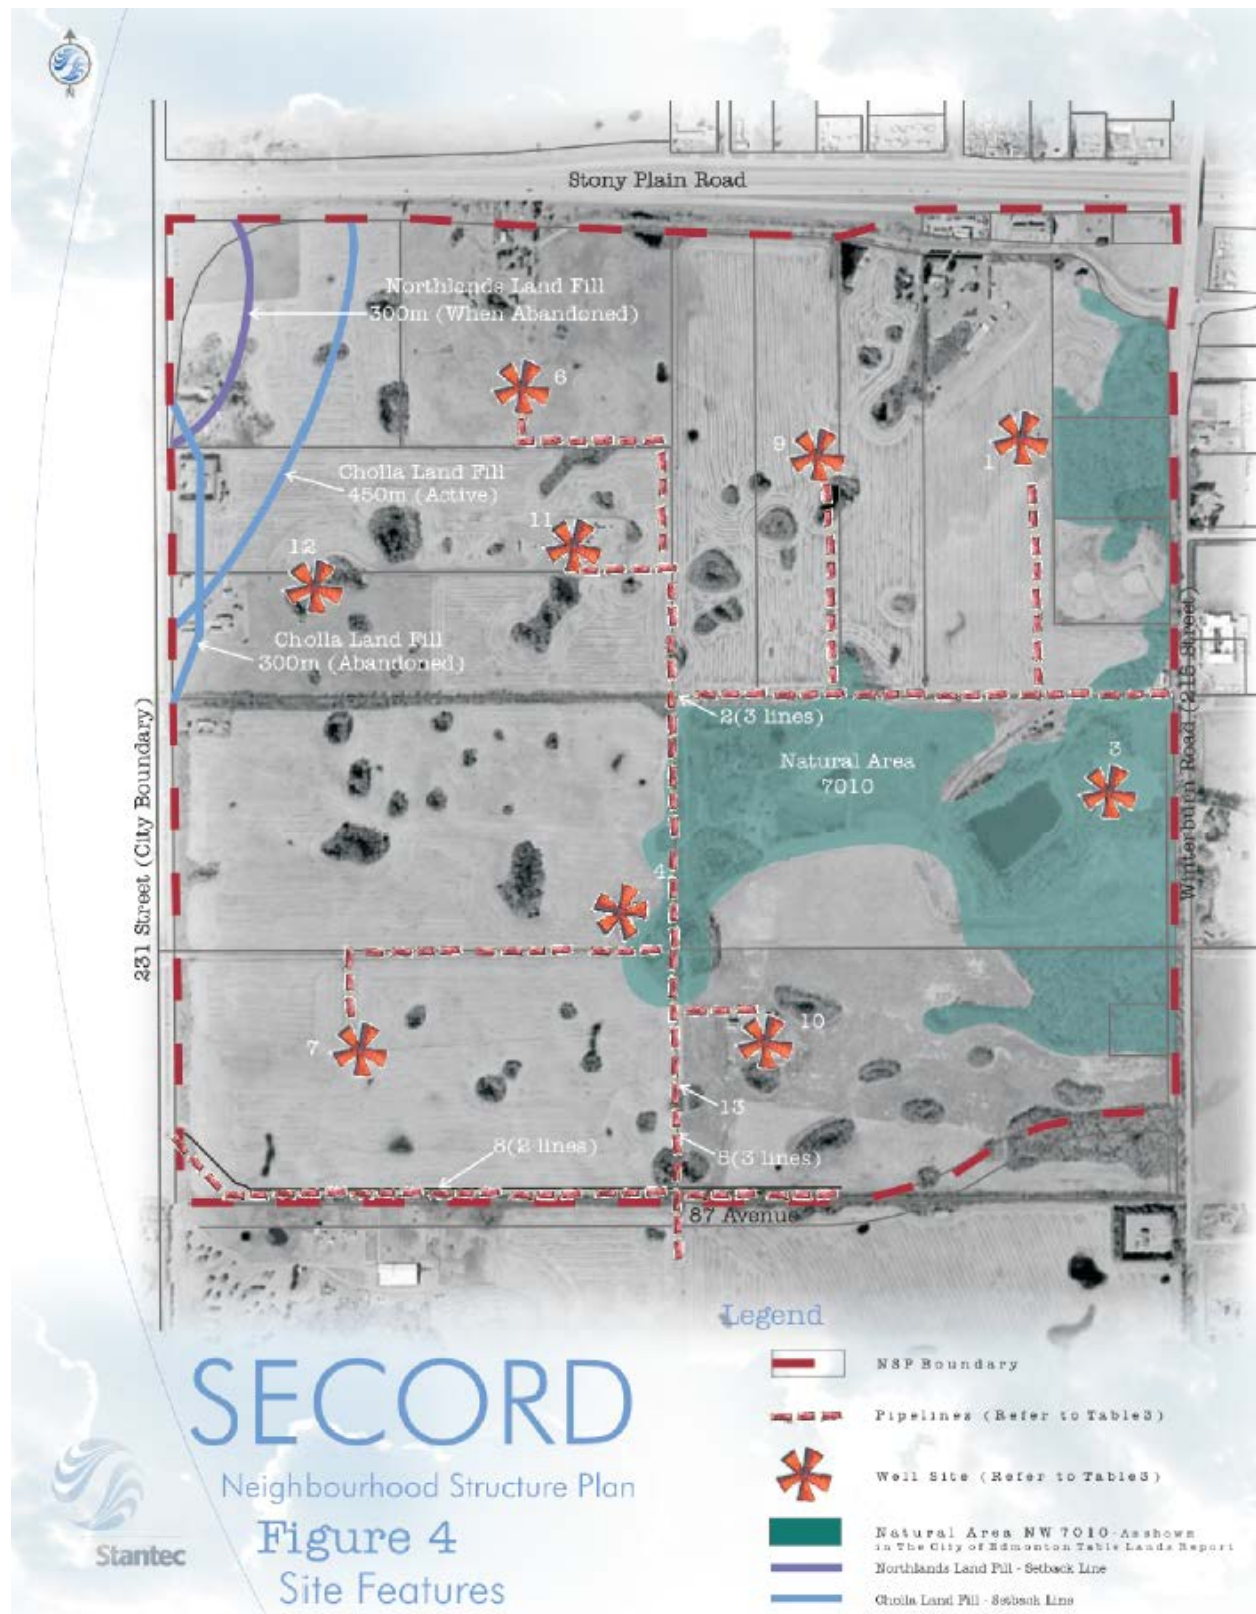 N
Stony Plain Road
Northlands Land Fill
300m (When Abandoned)
6
9
1
Cholla Land Fill
450m (Active)
11
12
Cholla Land Fill
300m (Abandoned)
2(3 lines)
Natural Area
7010
3
231 Street (City Boundary)
Winterburn Road (215 Street)
4
7
10
13
8(2 lines)
5(3 lines)
87 Avenue
Legend
NSP Boundary
Pipelines (Refer to Table3)
Well Site (Refer to Table3)
Natural Area NW 7010-As shown
in The City of Edmonton Table Lands Report
Northlands Land Fill - Setback Line
Cholla Land Fill - Setback Line
SECORD
Neighbourhood Structure Plan
Figure 4
Site Features
Stantec